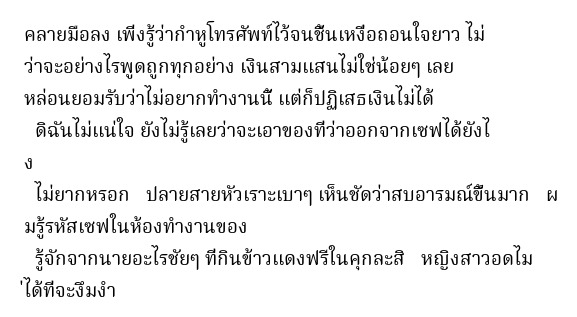 คลายมือลง เพิ่งรู้ว่ากำหูโทรศัพท์ไว้จนชื้นเหงื่อถอนใจยาว ไม่
ว่าจะอย่างไรพูดถูกทุกอย่าง เงินสามแสนไม่ใช่น้อยๆ เลย
หล่อนยอมรับว่าไม่อยากทำงานนี้ แต่ก็ปฏิเสธเงินไม่ได้
ดิฉันไม่แน่ใจ ยังไม่รู้เลยว่าจะเอาของที่ว่าออกจากเซฟได้ยังไ
ง
ไม่ยากหรอก ปลายสายหัวเราะเบาๆ เห็นชัดว่าสบอารมณ์ขึ้นมาก ผ
มรู้รหัสเซฟในห้องทำงานของ
รู้จักจากนายอะไรชัยๆ ที่กินข้าวแดงฟรีในคุกละสิ หญิงสาวอดไม
่ได้ที่จะงึมงำ